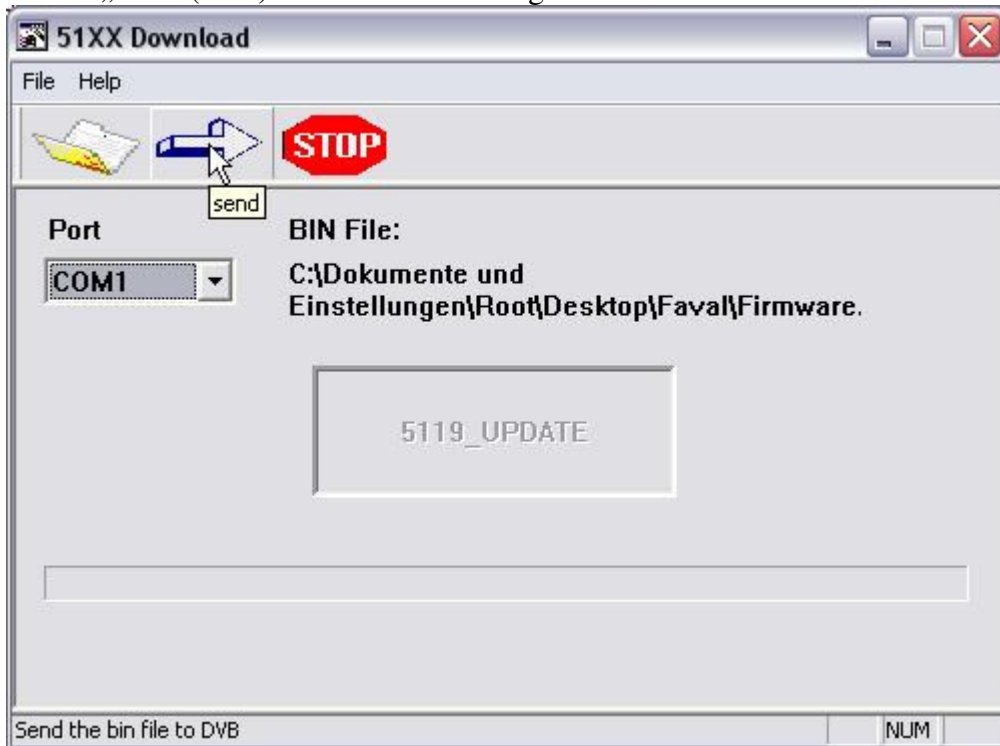 51XX Download
File Help
STOP
send
Port
BIN File:
COM1
C:\Dokumente und
Einstellungen\Root\Desktop\Faval\Firmware.
5119_UPDATE
Send the bin file to DVB
NUM